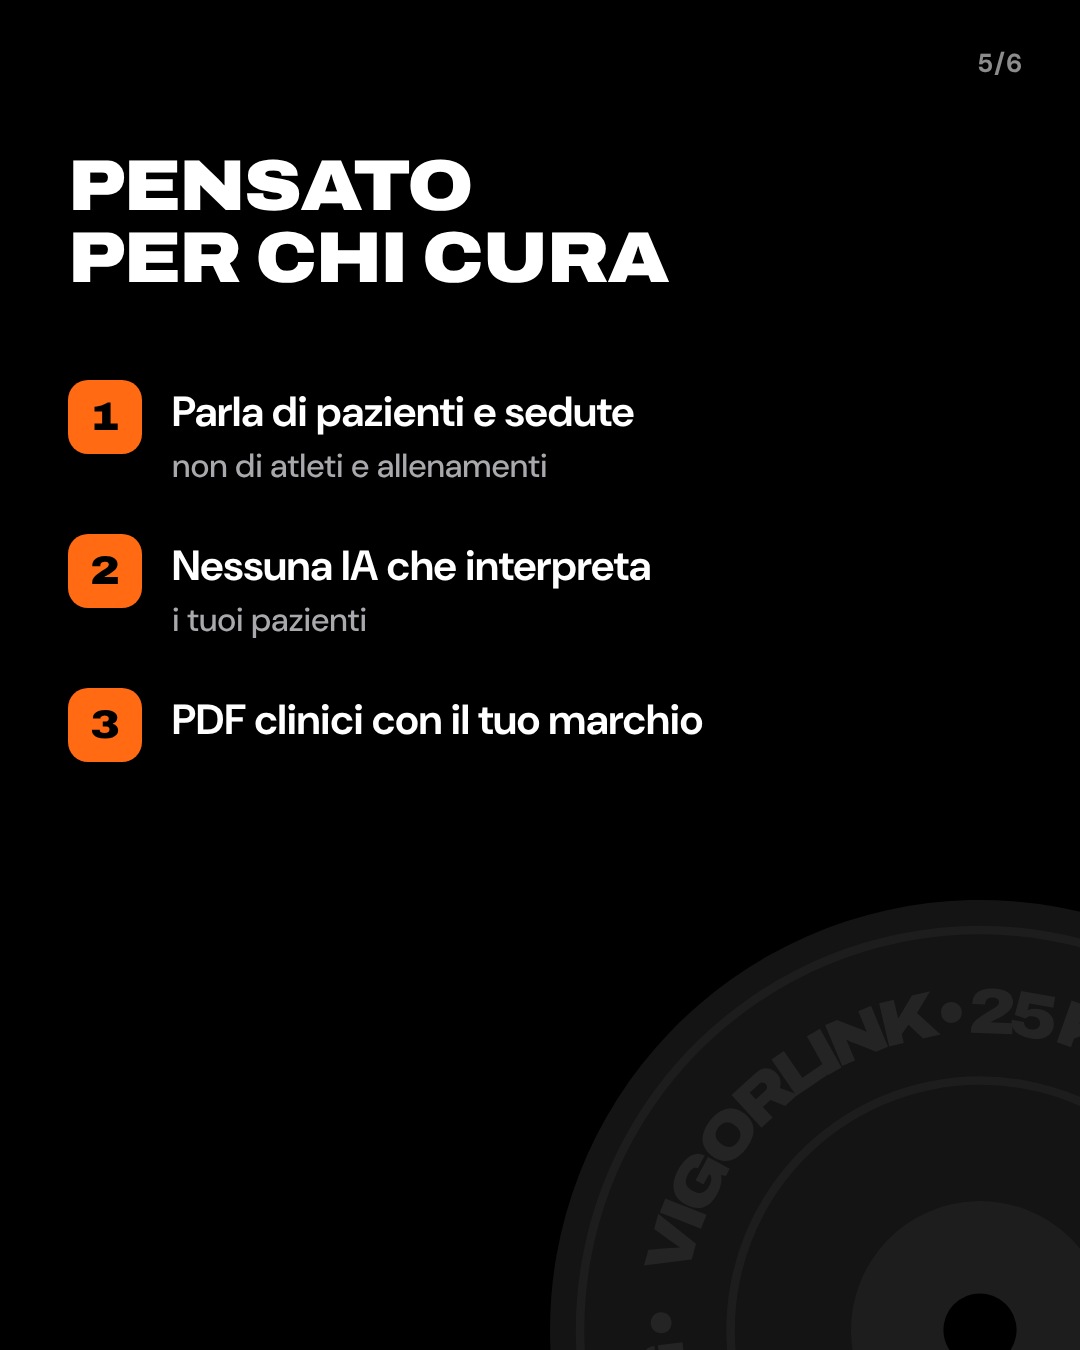 5/6
PENSATO
PER CHI CURA
1 Parla di pazienti e sedute
non di atleti e allenamenti
2 Nessuna IA che interpreta
i tuoi pazienti
3 PDF clinici con il tuo marchio
VIGORLINK • 25